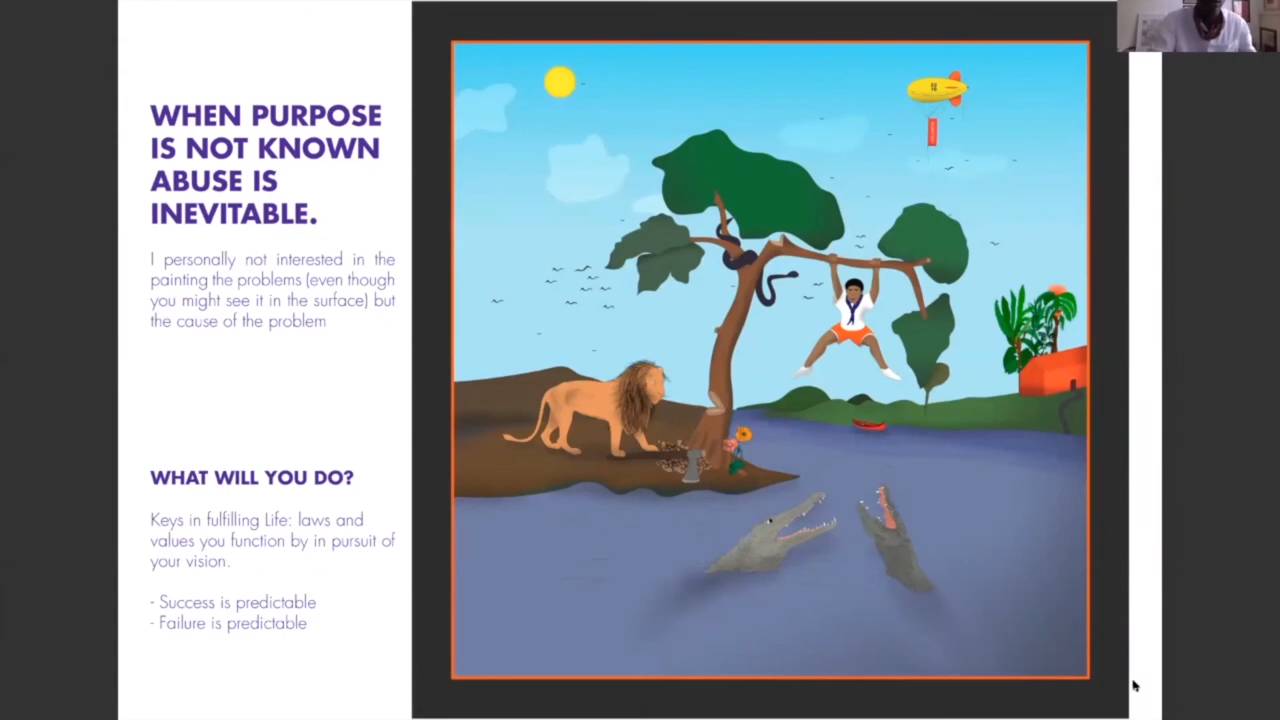 WHEN PURPOSE
IS NOT KNOWN
ABUSE IS
INEVITABLE.
I personally not interested in the
painting the problems (even though
you might see it in the surface) but
the cause of the problem
WHAT WILL YOU DO?
Keys in fulfilling Life: laws and
values you function by in pursuit of
your vision.
- Success is predictable
- Failure is predictable